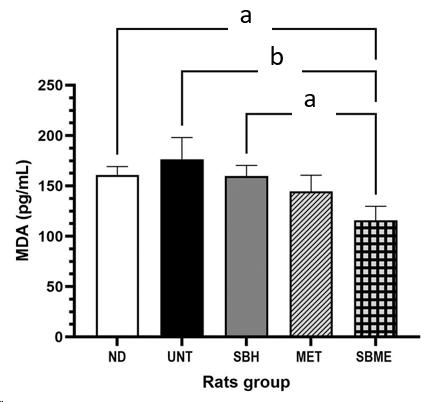 a
b
a
250
200
150
100
50
0
MDA (pg/mL)
ND UNT SBH MET SBME
Rats group